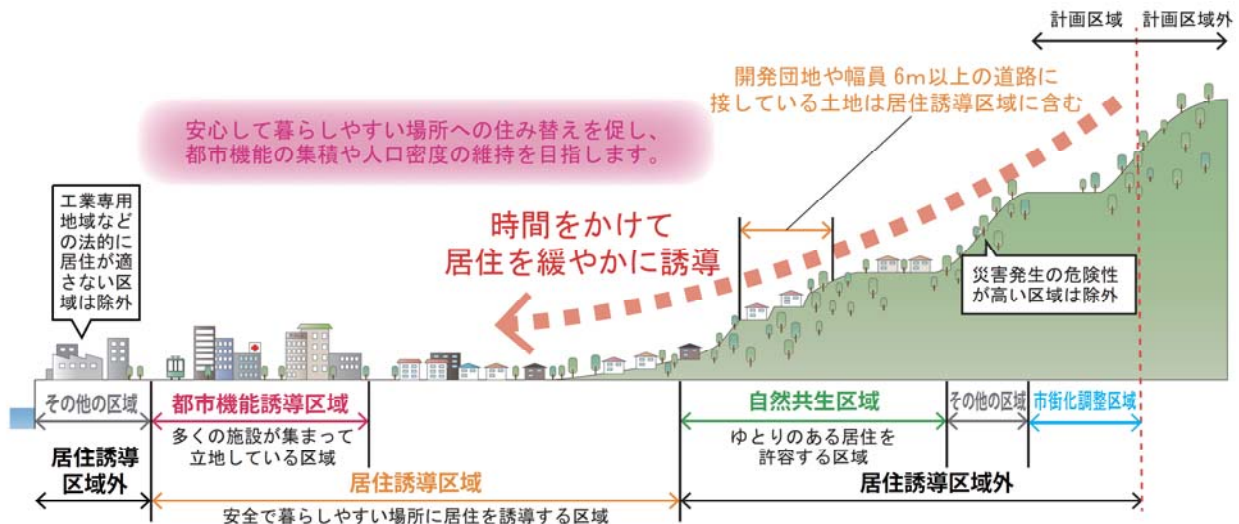 計画区域 計画区域外
開発団地や幅員 6m以上の道路に
接している土地は居住誘導区域に含む
安心して暮らしやすい場所への住み替えを促し、
都市機能の集積や人口密度の維持を目指します。
工業専用
地域など
の法的に
居住が適
さない区
域は除外
時間をかけて
居住を緩やかに誘導
災害発生の危険性
が高い区域は除外
その他の区域 都市機能誘導区域 自然共生区域 その他の区域 市街化調整区域
多くの施設が集まって
立地している区域
ゆとりのある居住を
許容する区域
居住誘導
区域外
居住誘導区域 居住誘導区域外
安全で暮らしやすい場所に居住を誘導する区域